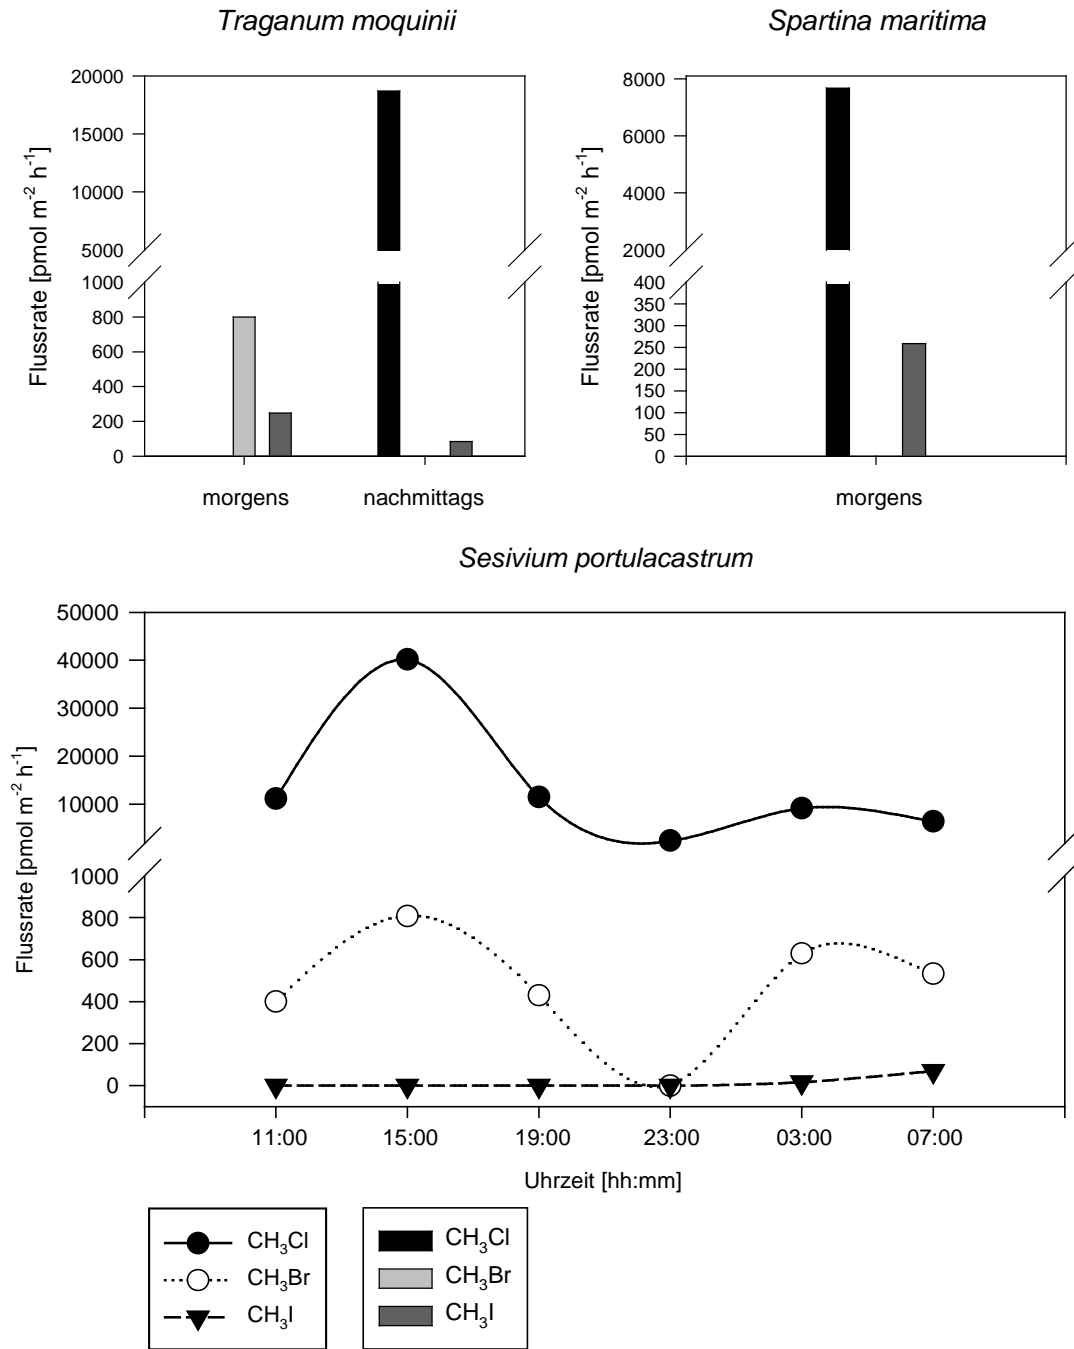 Traganum moquinii
Spartina maritima
Flussrate [pmol m⁻² h⁻¹]
20000
15000
10000
5000
1000
800
600
400
200
0
morgens
nachmittags
Flussrate [pmol m⁻² h⁻¹]
8000
6000
4000
2000
400
350
300
250
200
150
100
50
0
morgens
Sesivium portulacastrum
Flussrate [pmol m⁻² h⁻¹]
50000
40000
30000
20000
10000
1000
800
600
400
200
0
11:00 15:00 19:00 23:00 03:00 07:00
Uhrzeit [hh:mm]
CH₃Cl
CH₃Br
CH₃I
CH₃Cl
CH₃Br
CH₃I